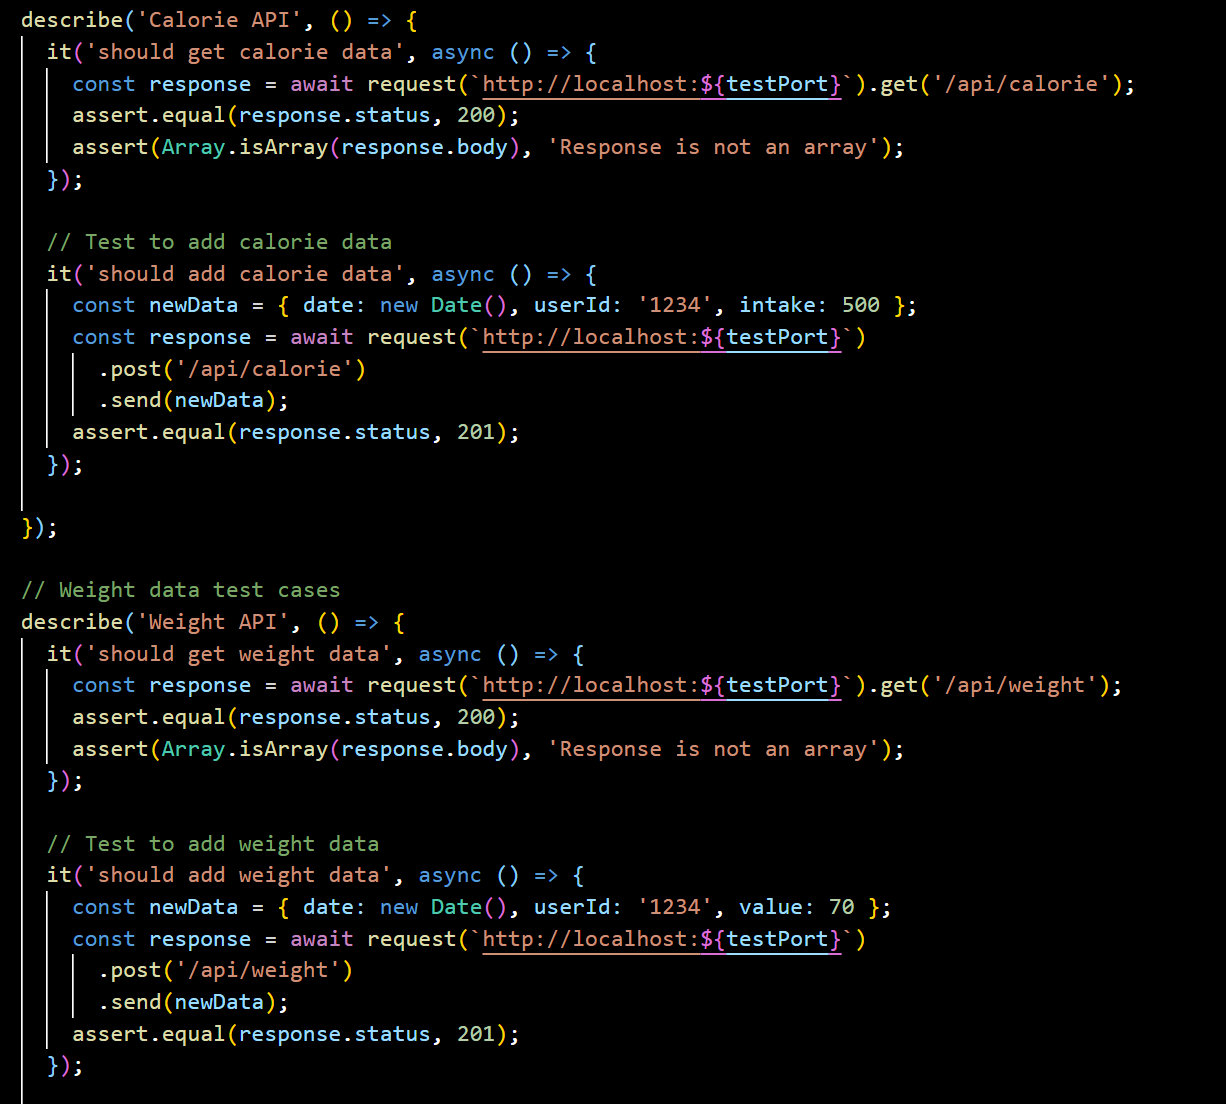 describe('Calorie API', () => {
  it('should get calorie data', async () => {
    const response = await request(`http://localhost:${testPort}`).get('/api/calorie');
    assert.equal(response.status, 200);
    assert(Array.isArray(response.body), 'Response is not an array');
  });

  // Test to add calorie data
  it('should add calorie data', async () => {
    const newData = { date: new Date(), userId: '1234', intake: 500 };
    const response = await request(`http://localhost:${testPort}`)
      .post('/api/calorie')
      .send(newData);
    assert.equal(response.status, 201);
  });

});

// Weight data test cases
describe('Weight API', () => {
  it('should get weight data', async () => {
    const response = await request(`http://localhost:${testPort}`).get('/api/weight');
    assert.equal(response.status, 200);
    assert(Array.isArray(response.body), 'Response is not an array');
  });

  // Test to add weight data
  it('should add weight data', async () => {
    const newData = { date: new Date(), userId: '1234', value: 70 };
    const response = await request(`http://localhost:${testPort}`)
      .post('/api/weight')
      .send(newData);
    assert.equal(response.status, 201);
  });